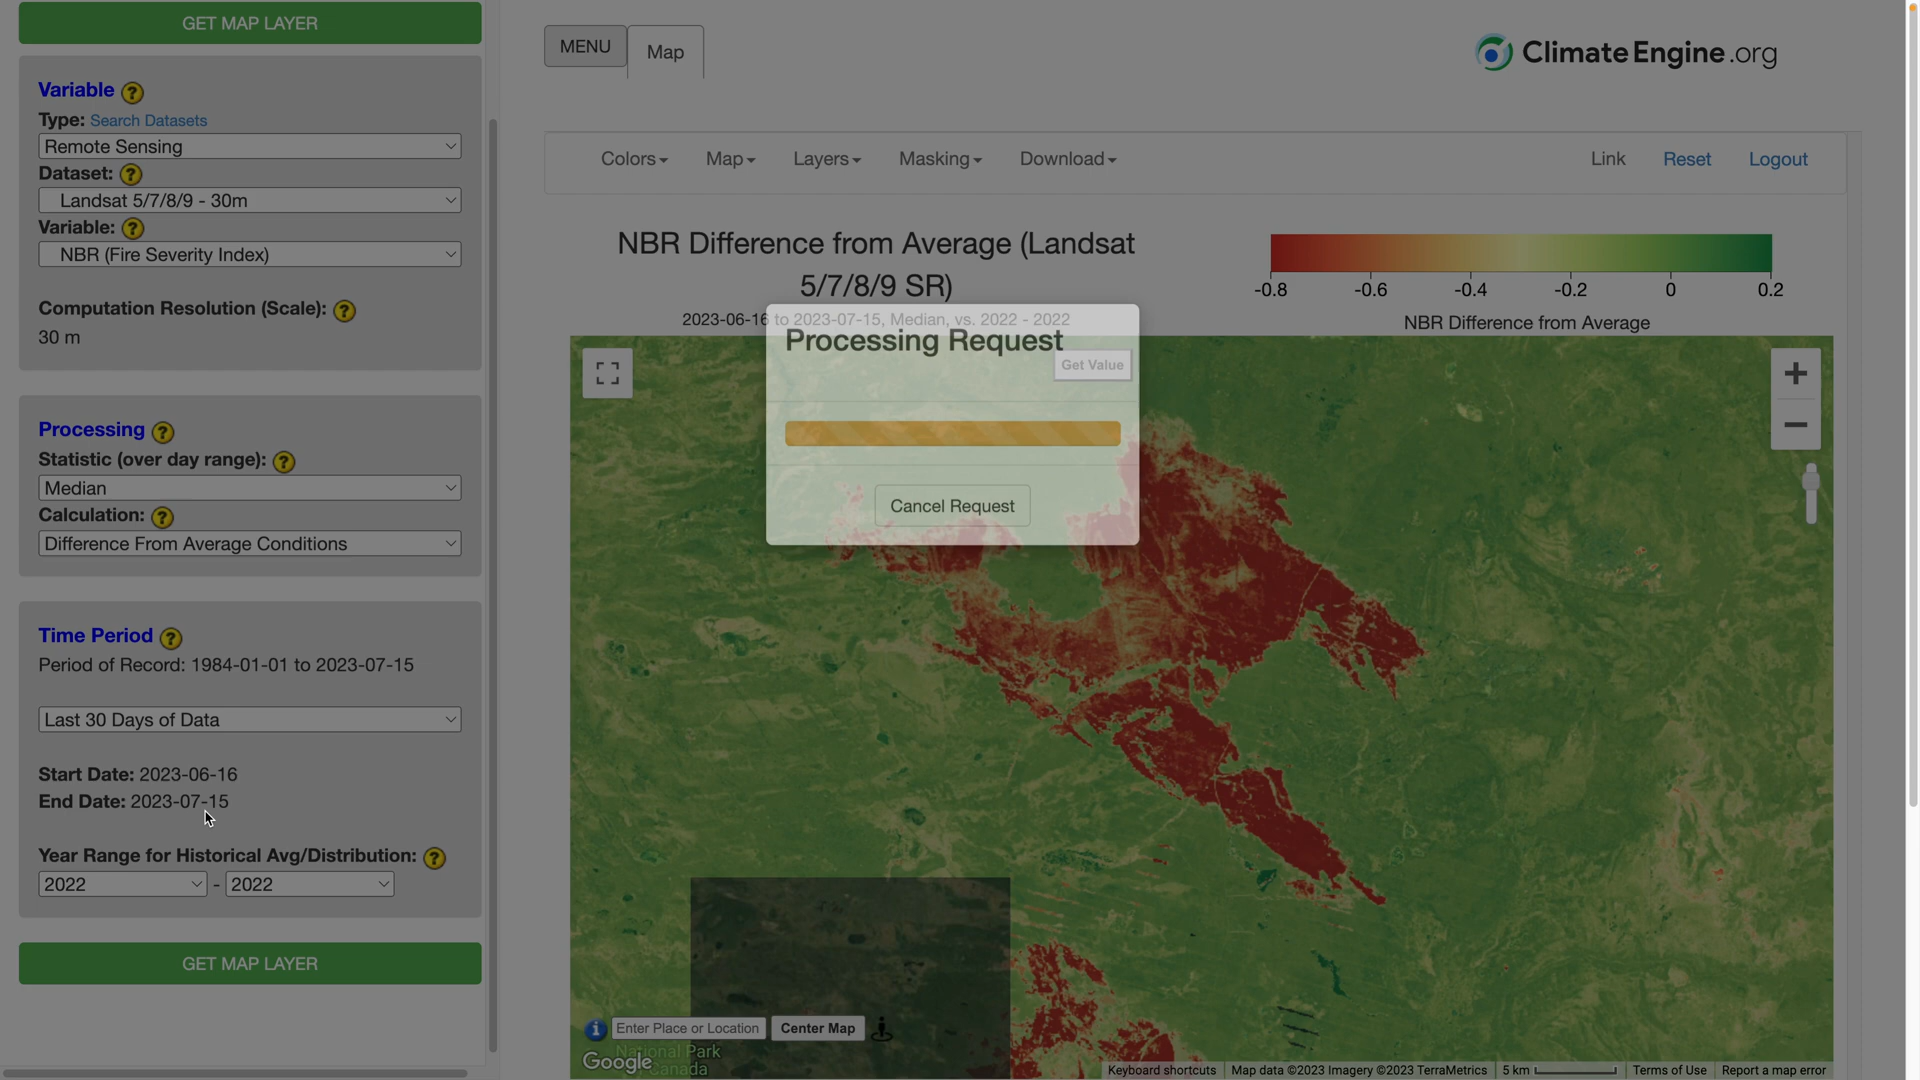 GET MAP LAYER
Variable ?
Type: Search Datasets
Remote Sensing
Dataset: ?
Landsat 5/7/8/9 - 30m
Variable: ?
NBR (Fire Severity Index)
Computation Resolution (Scale): ?
30 m
Processing ?
Statistic (over day range): ?
Median
Calculation: ?
Difference From Average Conditions
Time Period ?
Period of Record: 1984-01-01 to 2023-07-15
Last 30 Days of Data
Start Date: 2023-06-16
End Date: 2023-07-15
Year Range for Historical Avg/Distribution: ?
2022 - 2022
GET MAP LAYER
MENU Map
ClimateEngine.org
Colors Map Layers Masking Download Link Reset Logout
NBR Difference from Average (Landsat
5/7/8/9 SR)
2023-06-16 to 2023-07-15, Median, vs. 2022 - 2022
-0.8 -0.6 -0.4 -0.2 0 0.2
NBR Difference from Average
Processing Request
Get Value
Cancel Request
+
−
i Enter Place or Location Center Map
National Park
Canada
Google
Keyboard shortcuts Map data ©2023 Imagery ©2023 TerraMetrics 5 km Terms of Use Report a map error